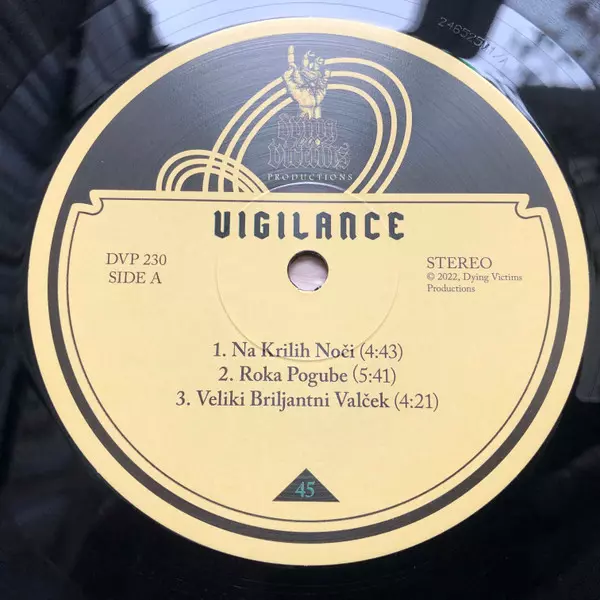 Dying
Victims
PRODUCTIONS
VIGILANCE
DVP 230
SIDE A
STEREO
© 2022, Dying Victims
Productions
1. Na Krilih Noči (4:43)
2. Roka Pogube (5:41)
3. Veliki Briljantni Valček (4:21)
45